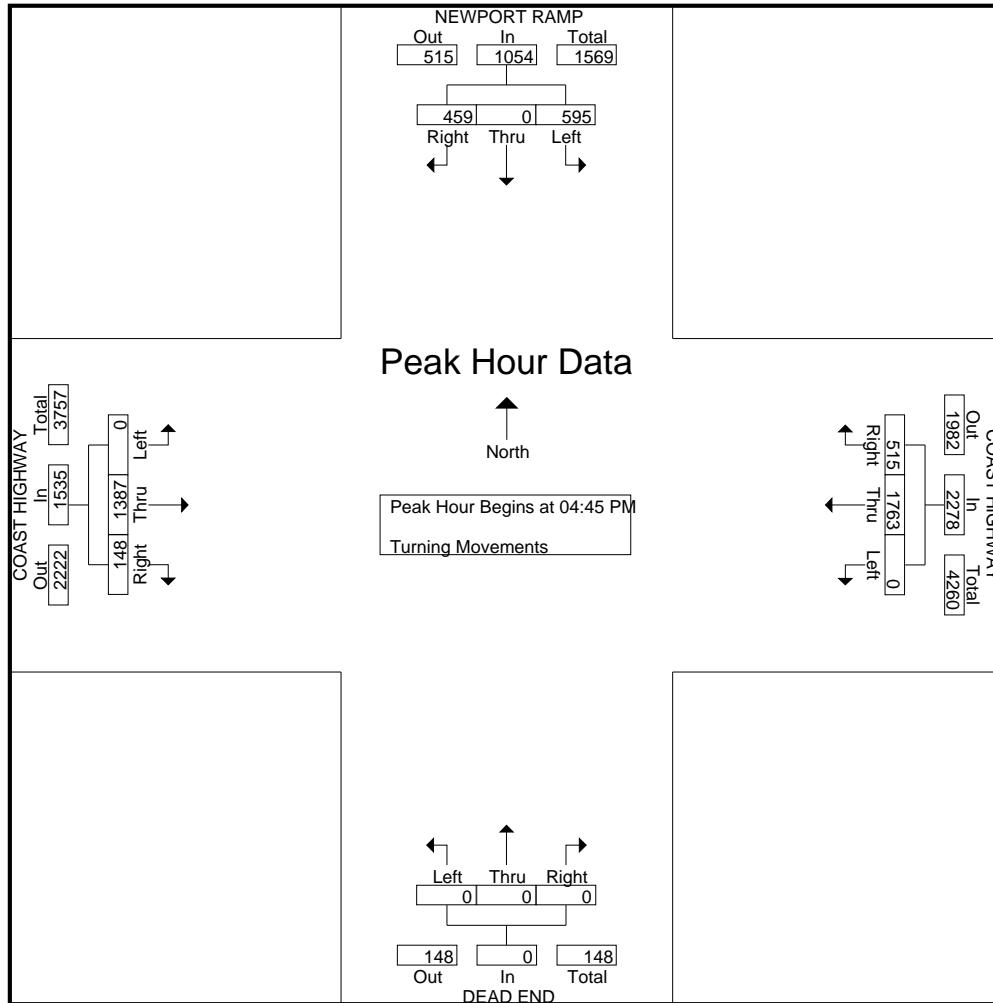 NEWPORT RAMP
Out In Total
515 1054 1569
459 0 595
Right Thru Left
Peak Hour Data
North
Peak Hour Begins at 04:45 PM
Turning Movements
COAST HIGHWAY
Out In Total
2222 1535 3757
148 1387 0
Right Thru Left
COAST HIGHWAY
Out In Total
1982 2278 4260
515 1763 0
Right Thru Left
Left Thru Right
0 0 0
148 0 148
Out In Total
DEAD END